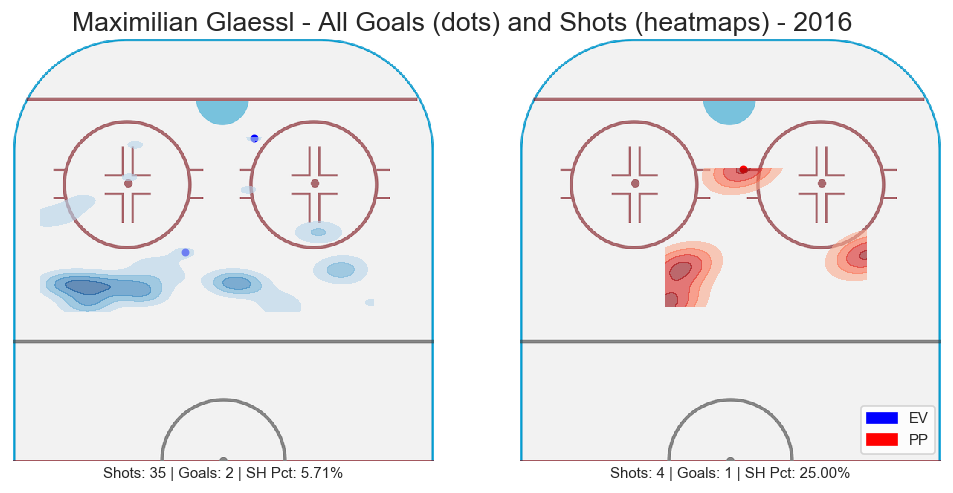 Maximilian Glaessl - All Goals (dots) and Shots (heatmaps) - 2016
EV
PP
Shots: 35 | Goals: 2 | SH Pct: 5.71%
Shots: 4 | Goals: 1 | SH Pct: 25.00%